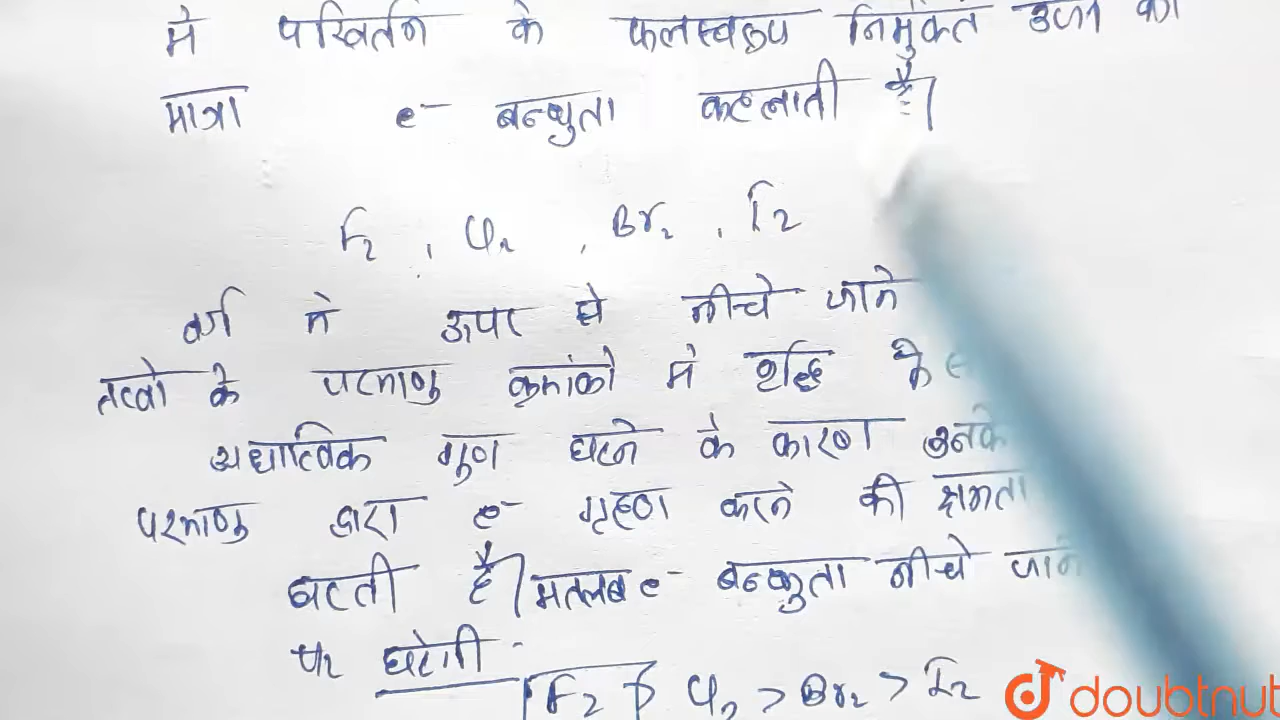 मे परिवर्तन के फलस्वरूप निर्मुक्त उर्जा की
मात्रा e⁻ बन्धुता कहलाती है।
F₂ , Cl₂ , Br₂ , I₂
वर्ग मे ऊपर से नीचे जाने
तत्वो के परमाणु क्रमांको मे वृद्धि के
अधात्विक गुण घटने के कारण उनके
परमाणु द्वारा e⁻ ग्रहण करने की क्षमता
घटती है। मतलब e⁻ बन्धुता नीचे जाने
पर घटेगी
F₂ > Cl₂ > Br₂ > I₂
doubtnut